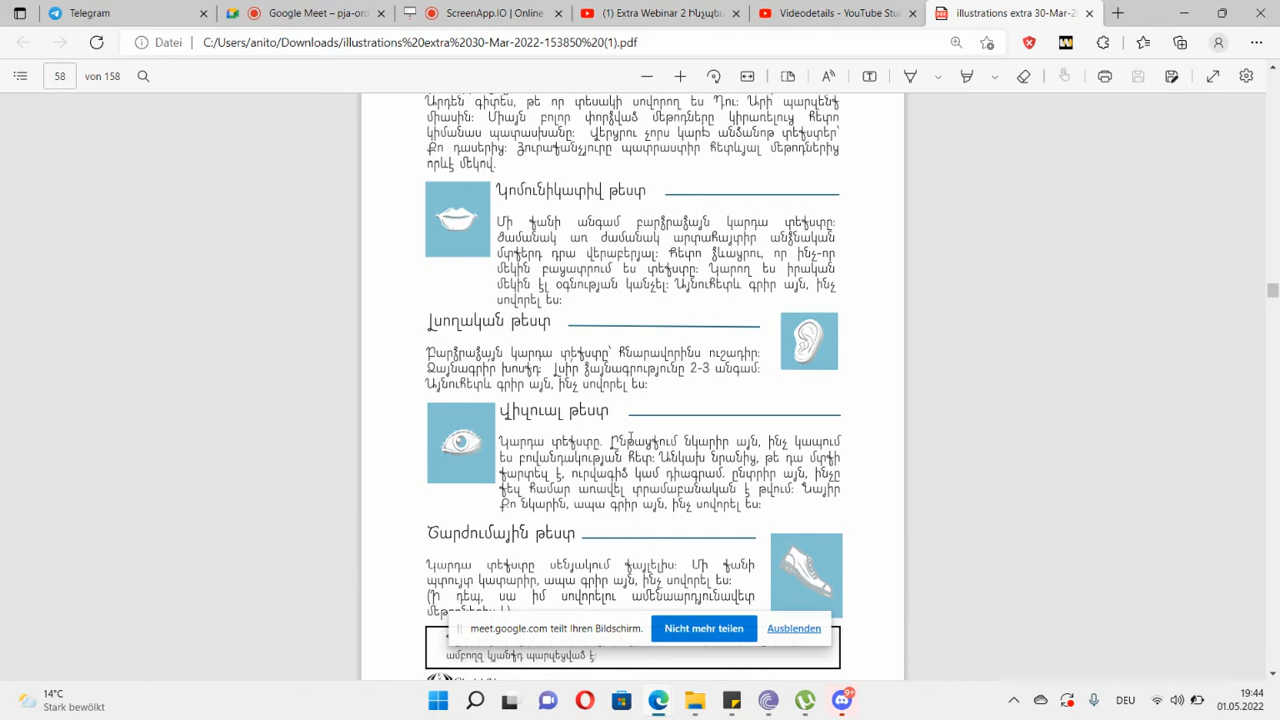 Telegram
Google Meet – pja-ord
ScreenApp.IO | Online
(1) Extra Webinar 2 Ինչպես
Videodetails - YouTube Stu
illustrations extra 30-Mar-2
Datei
C:/Users/anito/Downloads/illustrations%20extra%2030-Mar-2022-153850%20(1).pdf
58 von 158
Արդեն գիտես, թե որ տեսակի սովորող ես Դու: Արի պարզենք
միասին: Միայն բոլոր փորձված մեթոդները կիրառելուց հետո
կիմանաս պատասխանը: Վերցրու չորս կարճ անծանոթ տեքստեր՝
Քո դասերից: Յուրաքանչյուրը պատրաստիր հետևյալ մեթոդներից
որևէ մեկով.
Կոմունիկատիվ թեստ
Մի քանի անգամ բարձրաձայն կարդա տեքստը:
Ժամանակ առ ժամանակ արտահայտիր անձնական
մտքերդ դրա վերաբերյալ: Հետո ձևացրու, որ ինչ-որ
մեկին բացատրում ես տեքստը: Կարող ես իրական
մեկին էլ օգնության կանչել: Այնուհետև գրիր այն, ինչ
սովորել ես:
Լսողական թեստ
Բարձրաձայն կարդա տեքստը՝ հնարավորինս ուշադիր:
Ձայնագրիր խոսքդ: Լսիր ձայնագրությունը 2-3 անգամ:
Այնուհետև գրիր այն, ինչ սովորել ես:
Վիզուալ թեստ
Կարդա տեքստը. Ընթացքում նկարիր այն, ինչ կապում
ես բովանդակության հետ: Անկախ նրանից, թե դա մտքի
քարտեզ է, ուրվագիծ կամ դիագրամ. ընտրիր այն, ինչը
քեզ համար առավել տրամաբանական է թվում: Նայիր
Քո նկարին, ապա գրիր այն, ինչ սովորել ես:
Շարժումային թեստ
Կարդա տեքստը սենյակում քայլելիս: Մի քանի
պտույտ կատարիր, ապա գրիր այն, ինչ սովորել ես:
(Ի դեպ, սա իմ սովորելու ամենաարդյունավետ
meet.google.com teilt Ihren Bildschirm.
Nicht mehr teilen
Ausblenden
ամբողջ կյանքդ պարզեցված է:
14°C
Stark bewölkt
9+
DEU
19:44
01.05.2022